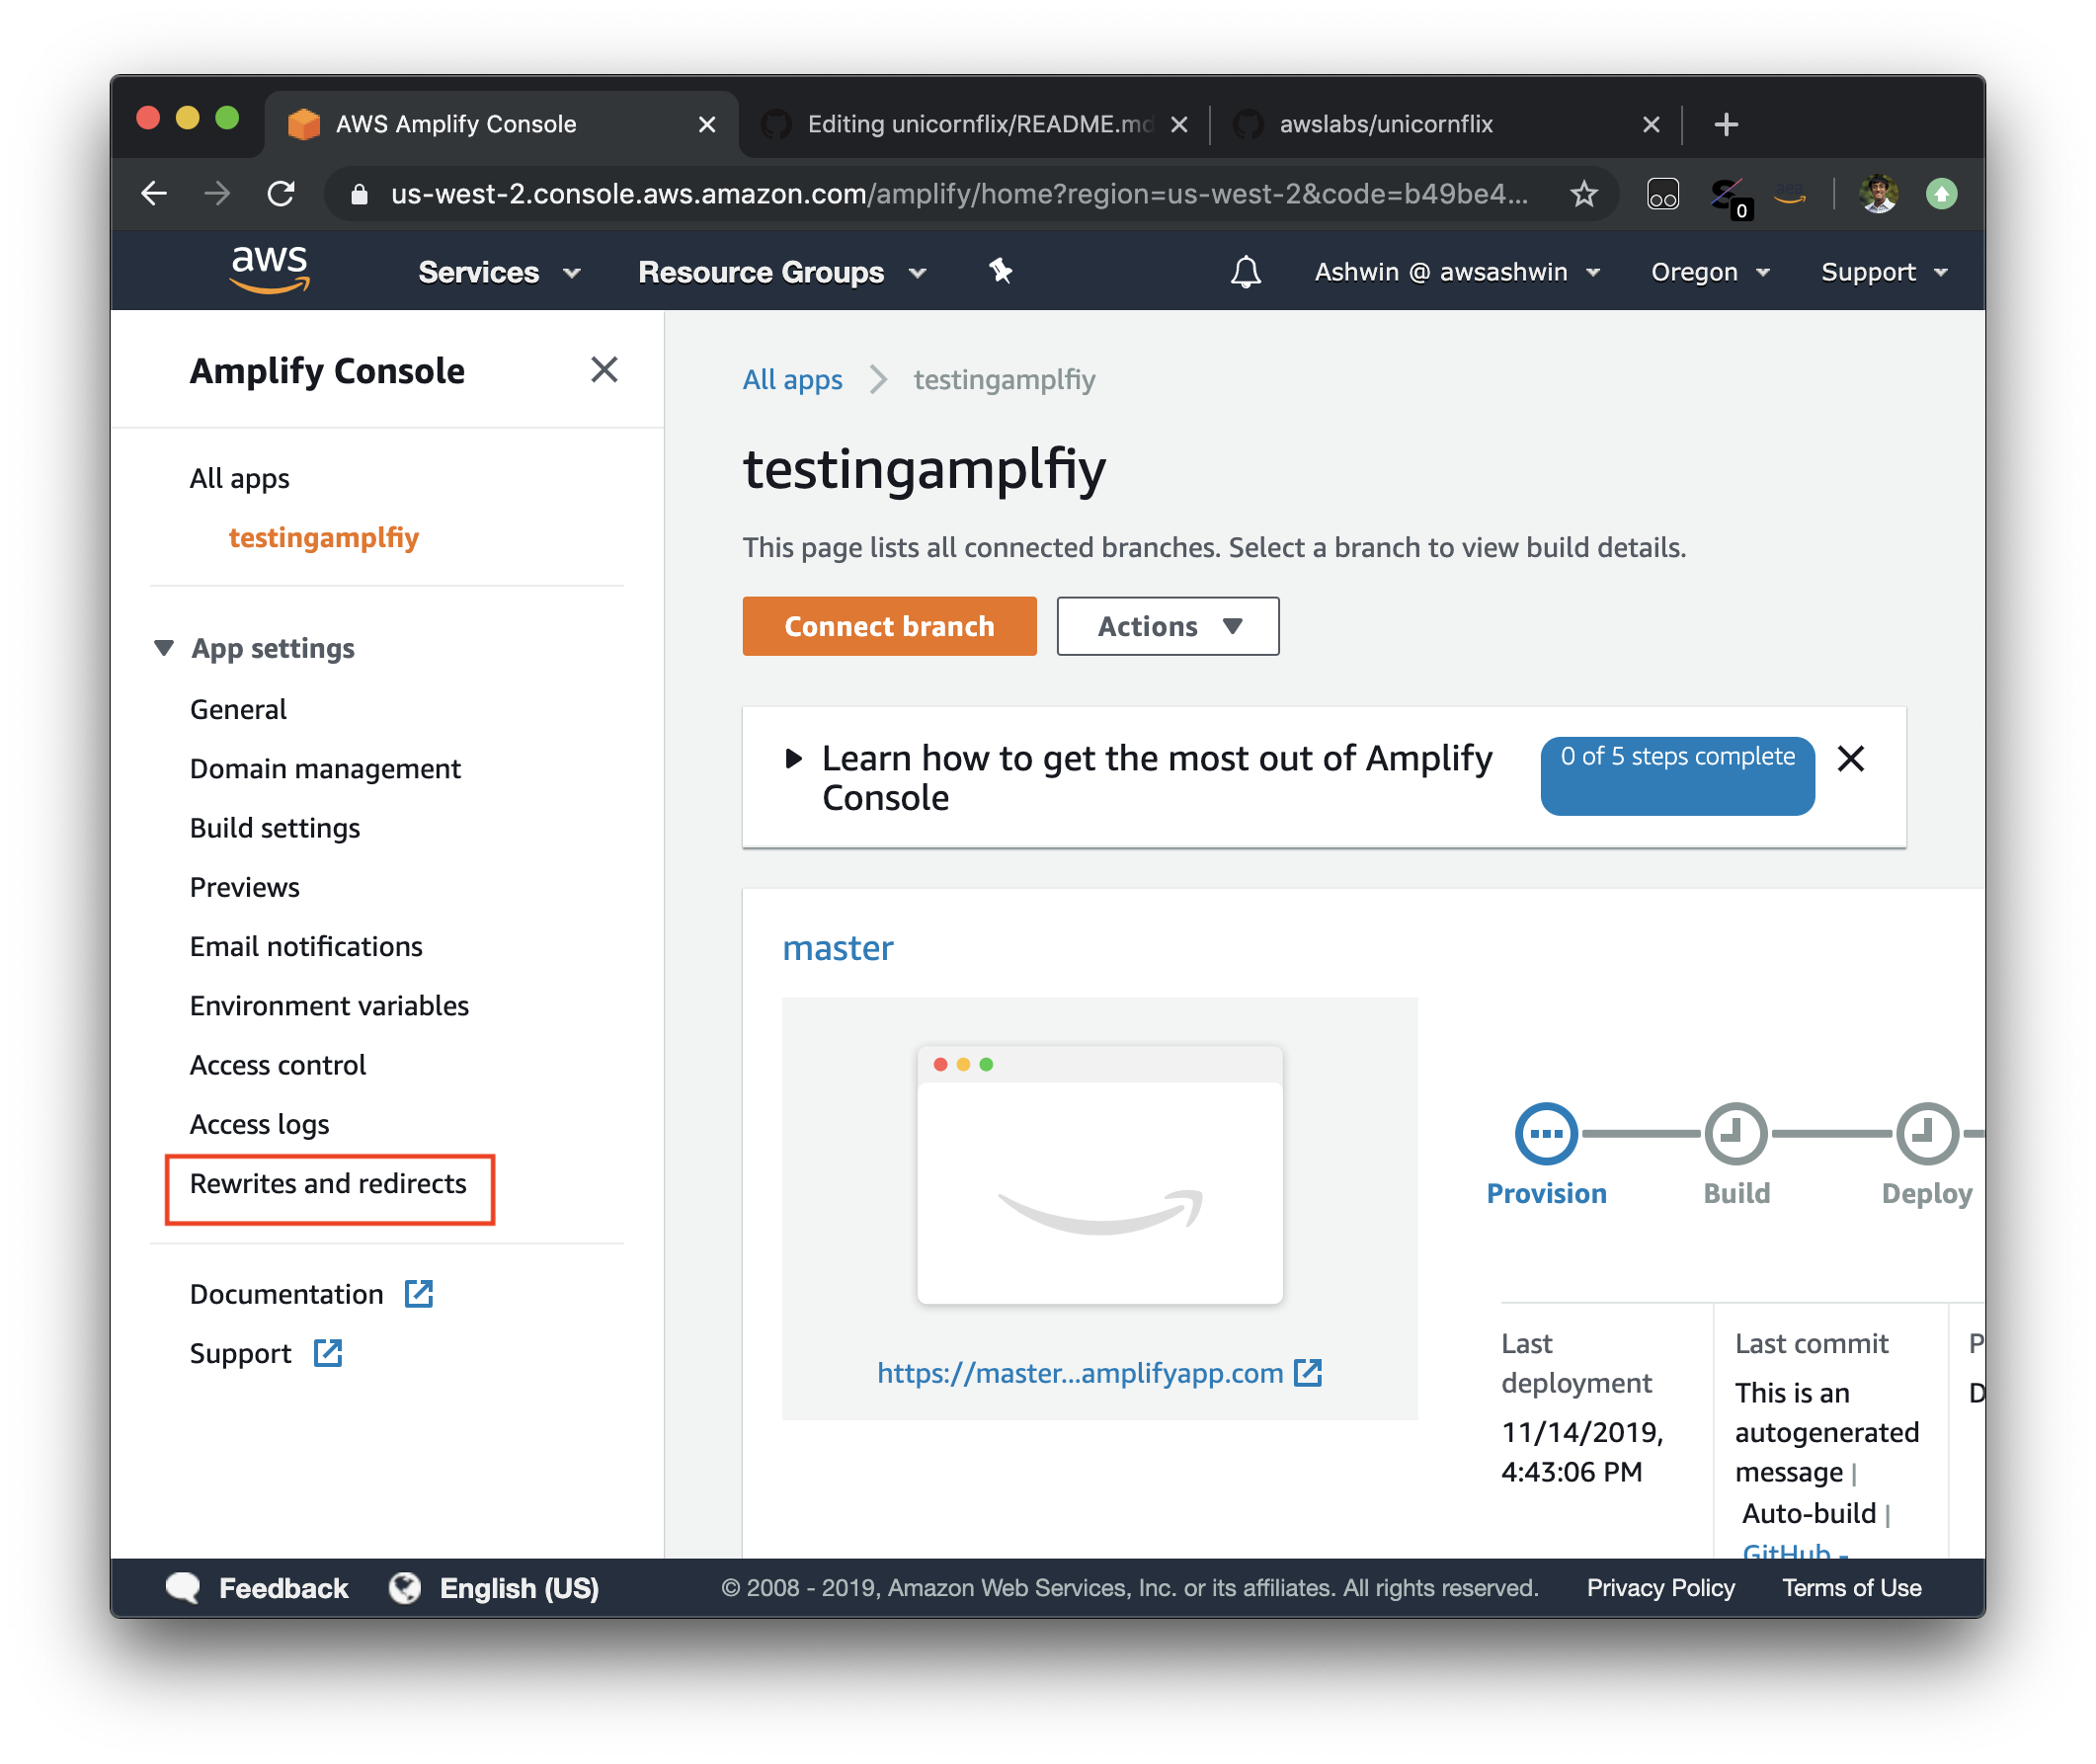 AWS Amplify Console
Editing unicornflix/README.md
awslabs/unicornflix
us-west-2.console.aws.amazon.com/amplify/home?region=us-west-2&code=b49be4...
0
aws
Services
Resource Groups
Ashwin @ awsashwin
Oregon
Support
Amplify Console
All apps
testingamplfiy
App settings
General
Domain management
Build settings
Previews
Email notifications
Environment variables
Access control
Access logs
Rewrites and redirects
Documentation
Support
All apps
testingamplfiy
testingamplfiy
This page lists all connected branches. Select a branch to view build details.
Connect branch
Actions
Learn how to get the most out of Amplify
Console
0 of 5 steps complete
master
https://master...amplifyapp.com
Provision
Build
Deploy
Last
deployment
11/14/2019,
4:43:06 PM
Last commit
This is an
autogenerated
message |
Auto-build |
GitHub -
P
D
Feedback
English (US)
© 2008 - 2019, Amazon Web Services, Inc. or its affiliates. All rights reserved.
Privacy Policy
Terms of Use